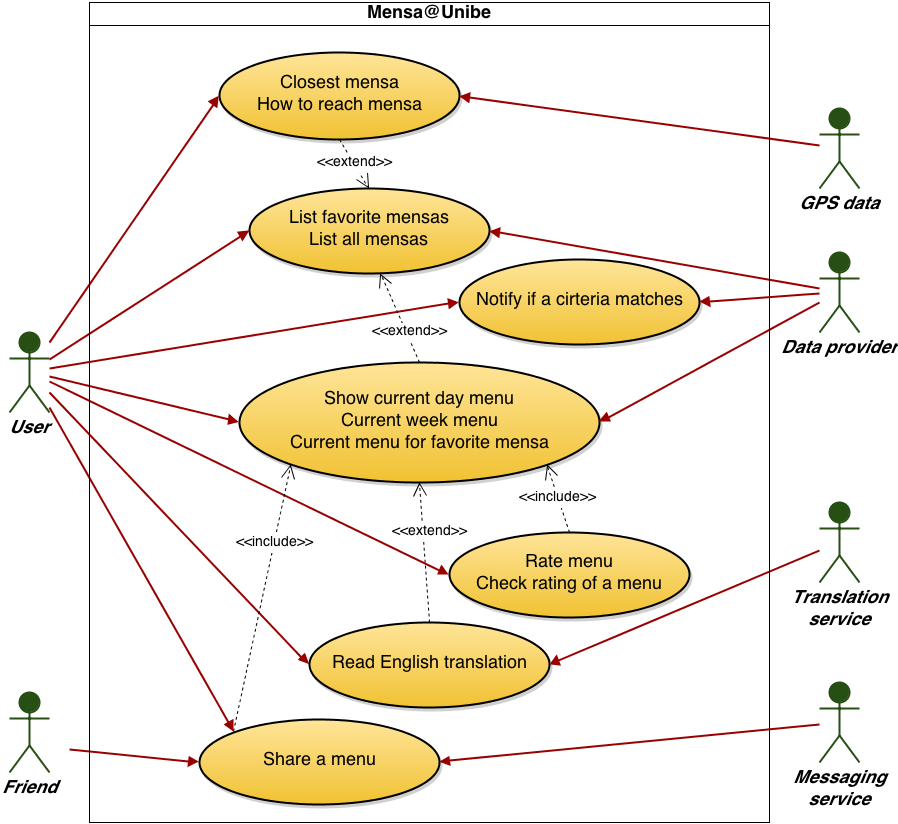 Mensa@Unibe
Closest mensa
How to reach mensa
<<extend>>
GPS data
List favorite mensas
List all mensas
Notify if a cirteria matches
<<extend>>
Data provider
User
Show current day menu
Current week menu
Current menu for favorite mensa
<<include>>
<<extend>>
<<include>>
Rate menu
Check rating of a menu
Translation
service
Read English translation
Share a menu
Friend
Messaging
service